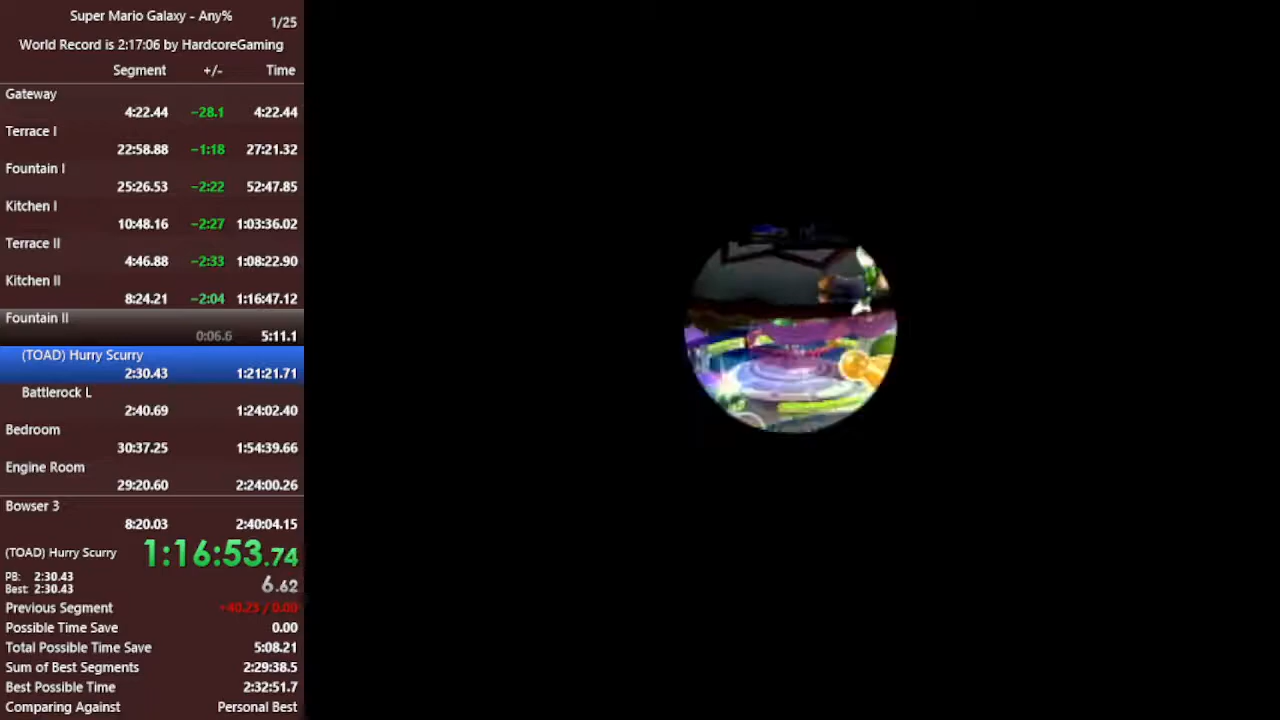 Super Mario Galaxy - Any%
1/25
World Record is 2:17:06 by HardcoreGaming
Segment +/- Time
Gateway
4:22.44 −28.1 4:22.44
Terrace I
22:58.88 −1:18 27:21.32
Fountain I
25:26.53 −2:22 52:47.85
Kitchen I
10:48.16 −2:27 1:03:36.02
Terrace II
4:46.88 −2:33 1:08:22.90
Kitchen II
8:24.21 −2:04 1:16:47.12
Fountain II
0:06.6 5:11.1
(TOAD) Hurry Scurry
2:30.43 1:21:21.71
Battlerock L
2:40.69 1:24:02.40
Bedroom
30:37.25 1:54:39.66
Engine Room
29:20.60 2:24:00.26
Bowser 3
8:20.03 2:40:04.15
(TOAD) Hurry Scurry 1:16:53.74
PB: 2:30.43
Best: 2:30.43
6.62
Previous Segment +40.23 / 0.00
Possible Time Save 0.00
Total Possible Time Save 5:08.21
Sum of Best Segments 2:29:38.5
Best Possible Time 2:32:51.7
Comparing Against Personal Best